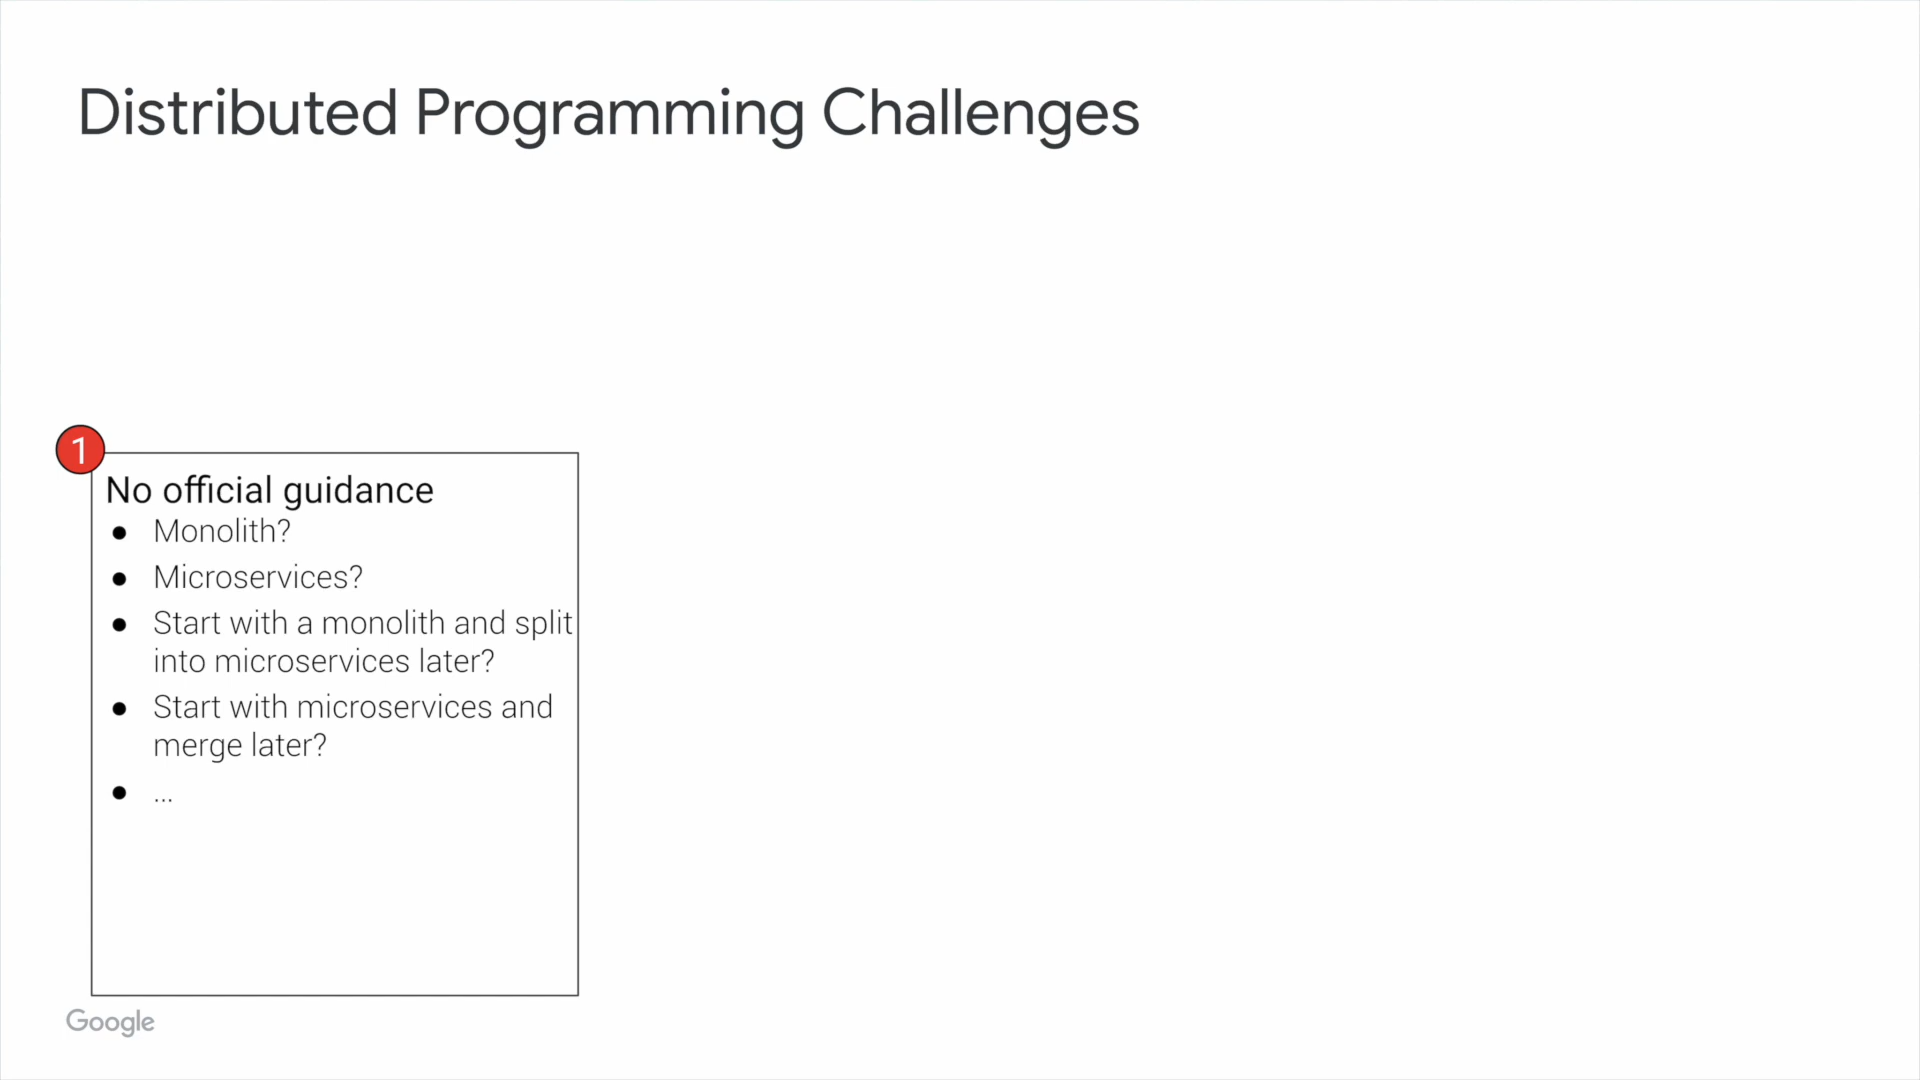 Distributed Programming Challenges
1
No official guidance
● Monolith?
● Microservices?
● Start with a monolith and split
into microservices later?
● Start with microservices and
merge later?
● ...
Google